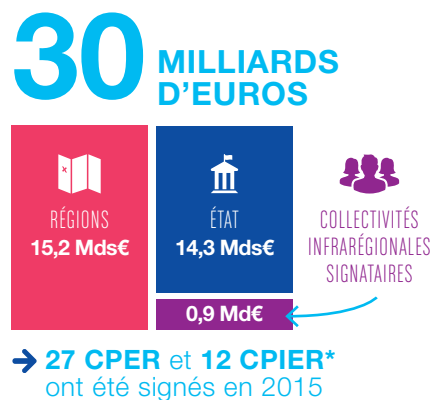 30 MILLIARDS
D'EUROS
RÉGIONS
15,2 Mds€
ÉTAT
14,3 Mds€
COLLECTIVITÉS
INFRARÉGIONALES
SIGNATAIRES
0,9 Md€
→ 27 CPER et 12 CPIER*
ont été signés en 2015